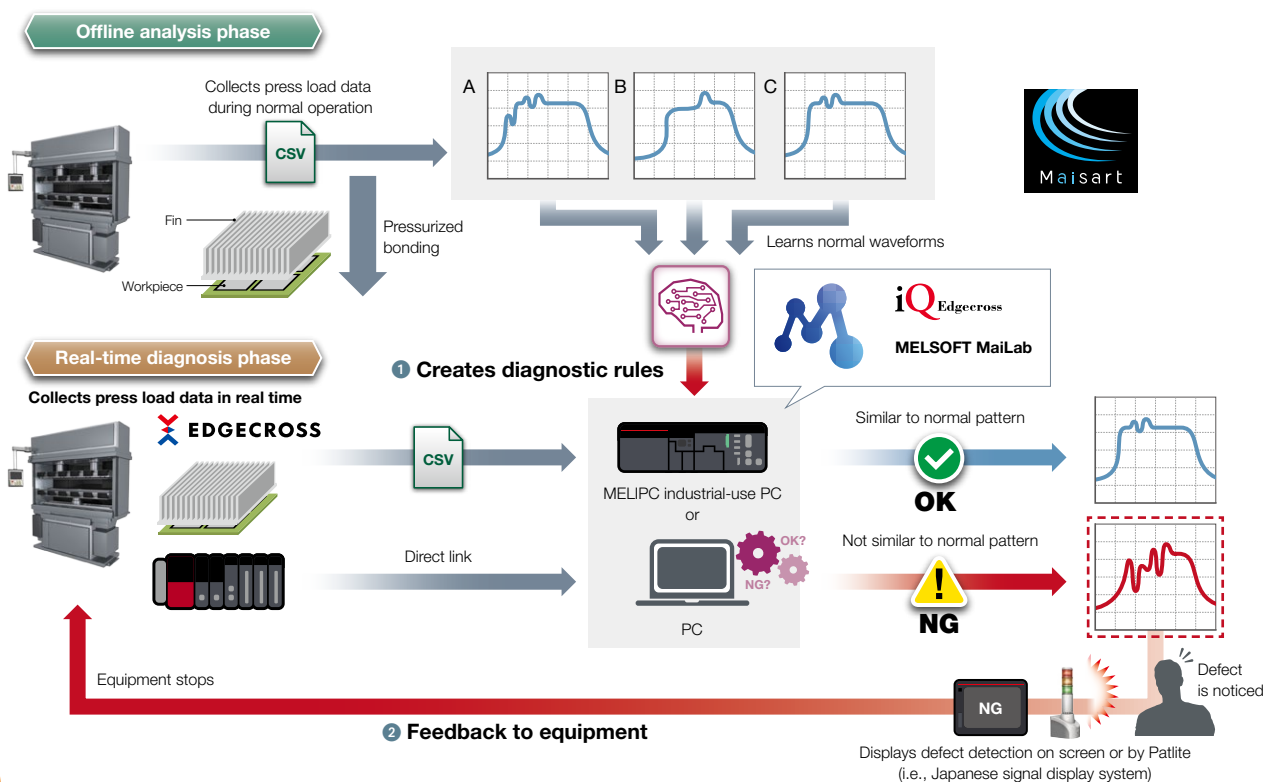 Offline analysis phase
Collects press load data
during normal operation
CSV
A
B
C
Maisart
Fin
Workpiece
Pressurized
bonding
Learns normal waveforms
iQ Edgecross
MELSOFT MaiLab
Real-time diagnosis phase
1 Creates diagnostic rules
Collects press load data in real time
EDGECROSS
CSV
MELIPC industrial-use PC
or
OK?
NG?
PC
Direct link
Similar to normal pattern
OK
Not similar to normal pattern
NG
Equipment stops
2 Feedback to equipment
NG
Defect
is noticed
Displays defect detection on screen or by Patlite
(i.e., Japanese signal display system)